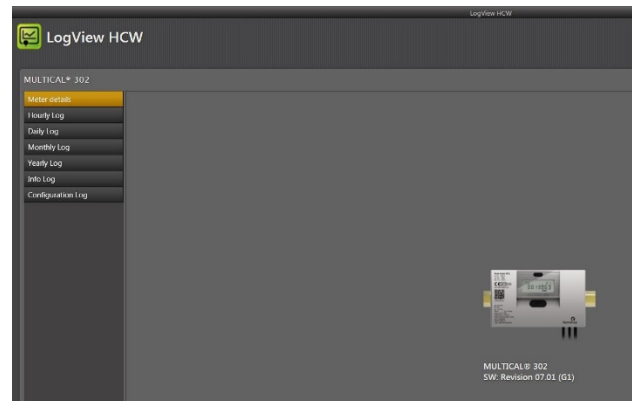 LogView HCW
LogView HCW
MULTICAL® 302
Meter details
Hourly Log
Daily Log
Monthly Log
Yearly Log
Info Log
Configuration Log
MULTICAL® 302
SW: Revision 07.01 (G1)